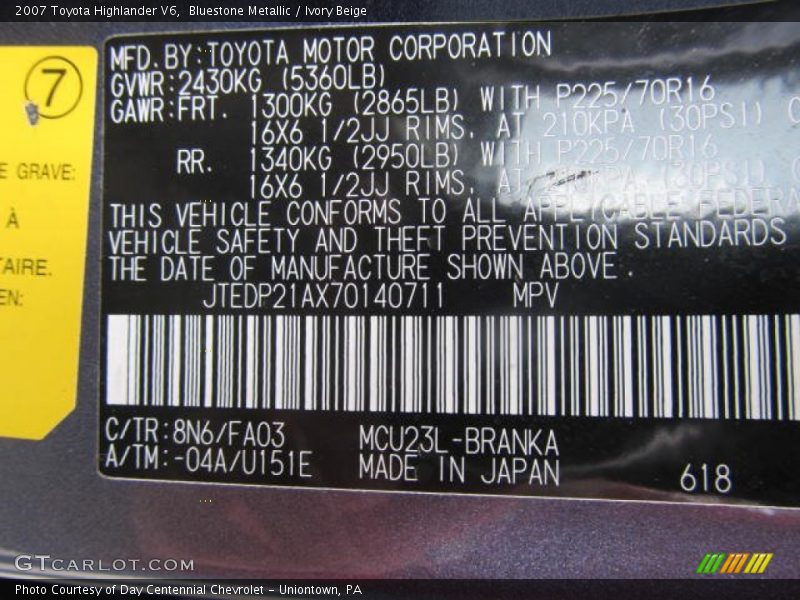 2007 Toyota Highlander V6,  Bluestone Metallic / Ivory Beige
7
E GRAVE:
À
TAIRE.
EN:
MFD. BY: TOYOTA MOTOR CORPORATION
GVWR: 2430KG (5360LB)
GAWR: FRT. 1300KG (2865LB) WITH P225/70R16
16X6 1/2JJ RIMS, AT 210KPA (30PSI) C
RR. 1340KG (2950LB) WITH P225/70R16
16X6 1/2JJ RIMS, AT (30PSI)
THIS VEHICLE CONFORMS TO ALL APPLICABLE FEDERA
VEHICLE SAFETY AND THEFT PREVENTION STANDARDS
THE DATE OF MANUFACTURE SHOWN ABOVE.
JTEDP21AX70140711 MPV
C/TR: 8N6/FA03 MCU23L-BRANKA
A/TM: -04A/U151E MADE IN JAPAN
618
GTCARLOT.COM
Photo Courtesy of Day Centennial Chevrolet - Uniontown, PA